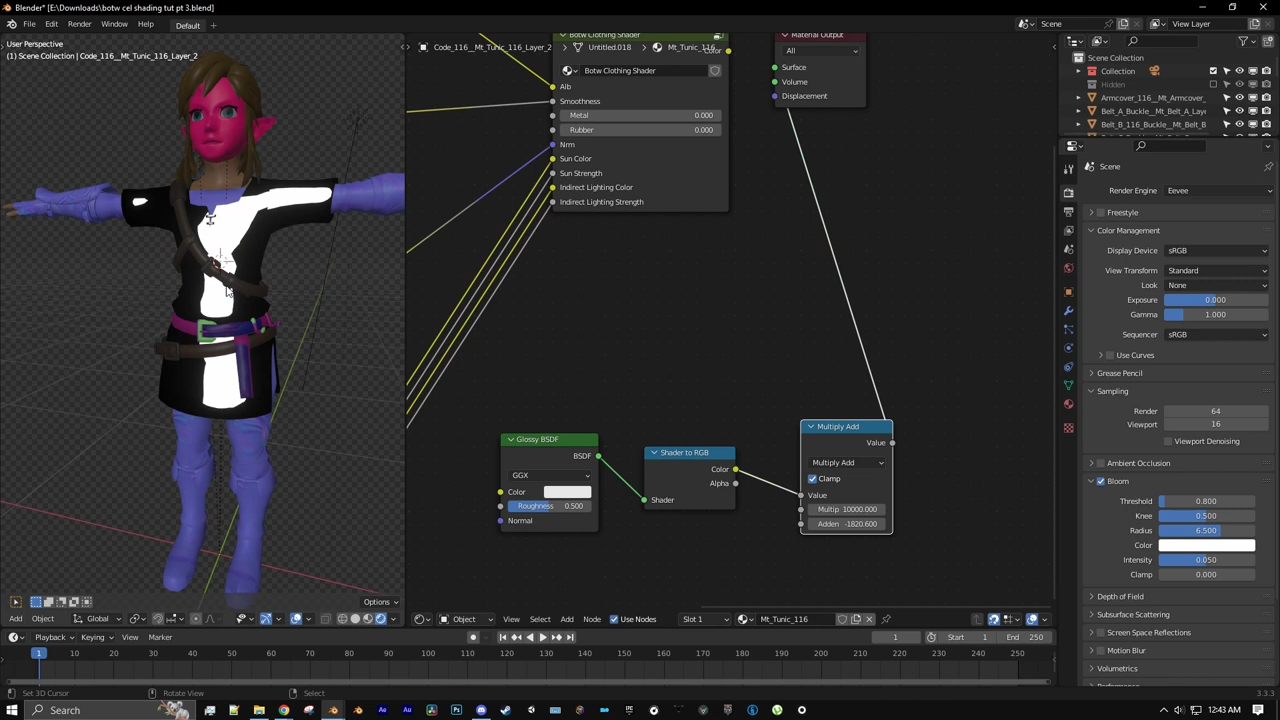 Blender* [E:\Downloads\botw cel shading tut pt 3.blend]
File Edit Render Window Help Default
Scene
View Layer
User Perspective
(1) Scene Collection | Code_116__Mt_Tunic_116_Layer_2
Code_116__Mt_Tunic_116_Layer_2
Untitled.018
Mt_Tunic_116
Botw Clothing Shader
Color
Botw Clothing Shader
Alb
Smoothness
Metal 0.000
Rubber 0.000
Nrm
Sun Color
Sun Strength
Indirect Lighting Color
Indirect Lighting Strength
Material Output
All
Surface
Volume
Displacement
Glossy BSDF
BSDF
GGX
Color
Roughness 0.500
Normal
Shader to RGB
Color
Alpha
Shader
Multiply Add
Value
Multiply Add
Clamp
Value
Multip 10000.000
Adden -1820.600
Scene Collection
Collection
Hidden
Armcover_116__Mt_Armcover_
Belt_A_Buckle__Mt_Belt_A_Laye
Belt_B_116_Buckle__Mt_Belt_B
Scene
Render Engine Eevee
Freestyle
Color Management
Display Device sRGB
View Transform Standard
Look None
Exposure 0.000
Gamma 1.000
Sequencer sRGB
Use Curves
Grease Pencil
Sampling
Render 64
Viewport 16
Viewport Denoising
Ambient Occlusion
Bloom
Threshold 0.800
Knee 0.500
Radius 6.500
Color
Intensity 0.050
Clamp 0.000
Depth of Field
Subsurface Scattering
Screen Space Reflections
Motion Blur
Volumetrics
Options
Add Object Global
Object View Select Add Node Use Nodes Slot 1 Mt_Tunic_116
Playback Keying View Marker
1 Start 1 End 250
1 10 20 30 40 50 60 70 80 90 100 110 120 130 140 150 160 170 180 190 200 210 220 230 240 250
Set 3D Cursor Rotate View Select
3.3.3
Search
12:43 AM